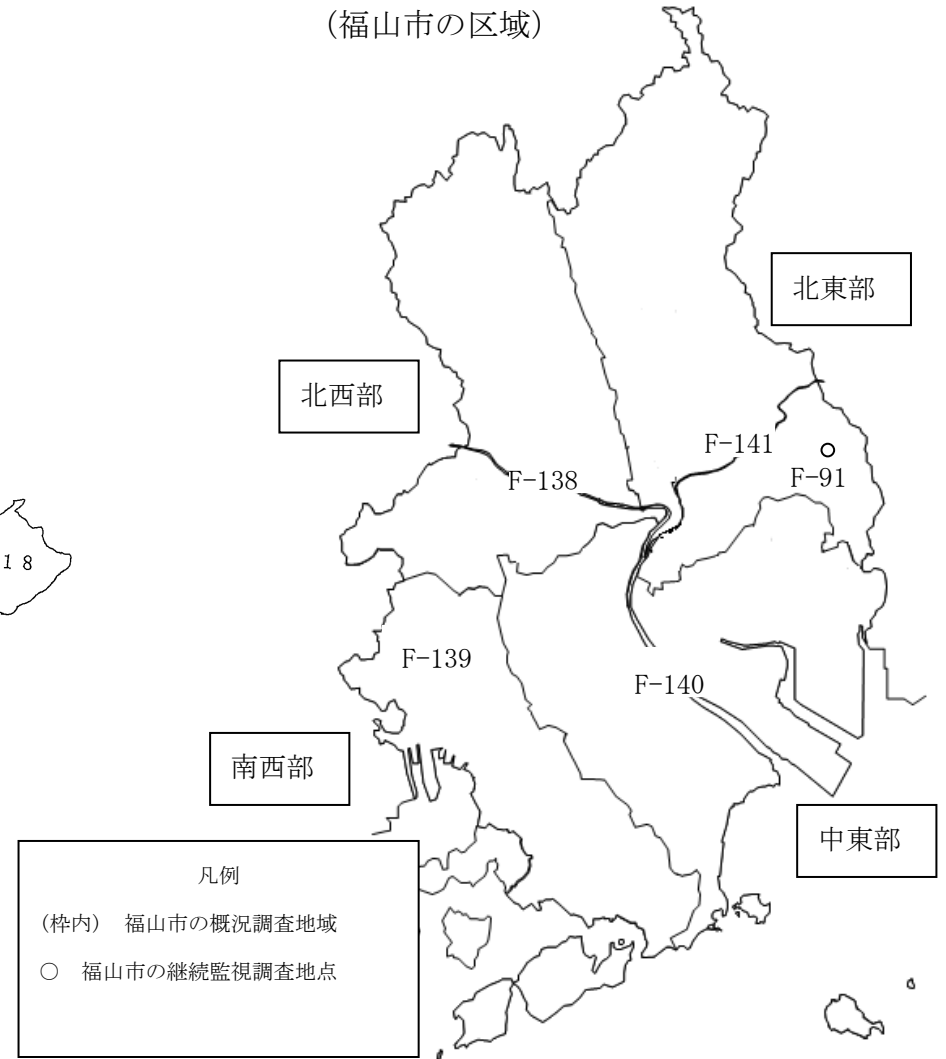 (福山市の区域)
北東部
北西部
F-141
F-138
F-91
18
F-139
F-140
南西部
中東部
凡例
(枠内) 福山市の概況調査地域
○ 福山市の継続監視調査地点